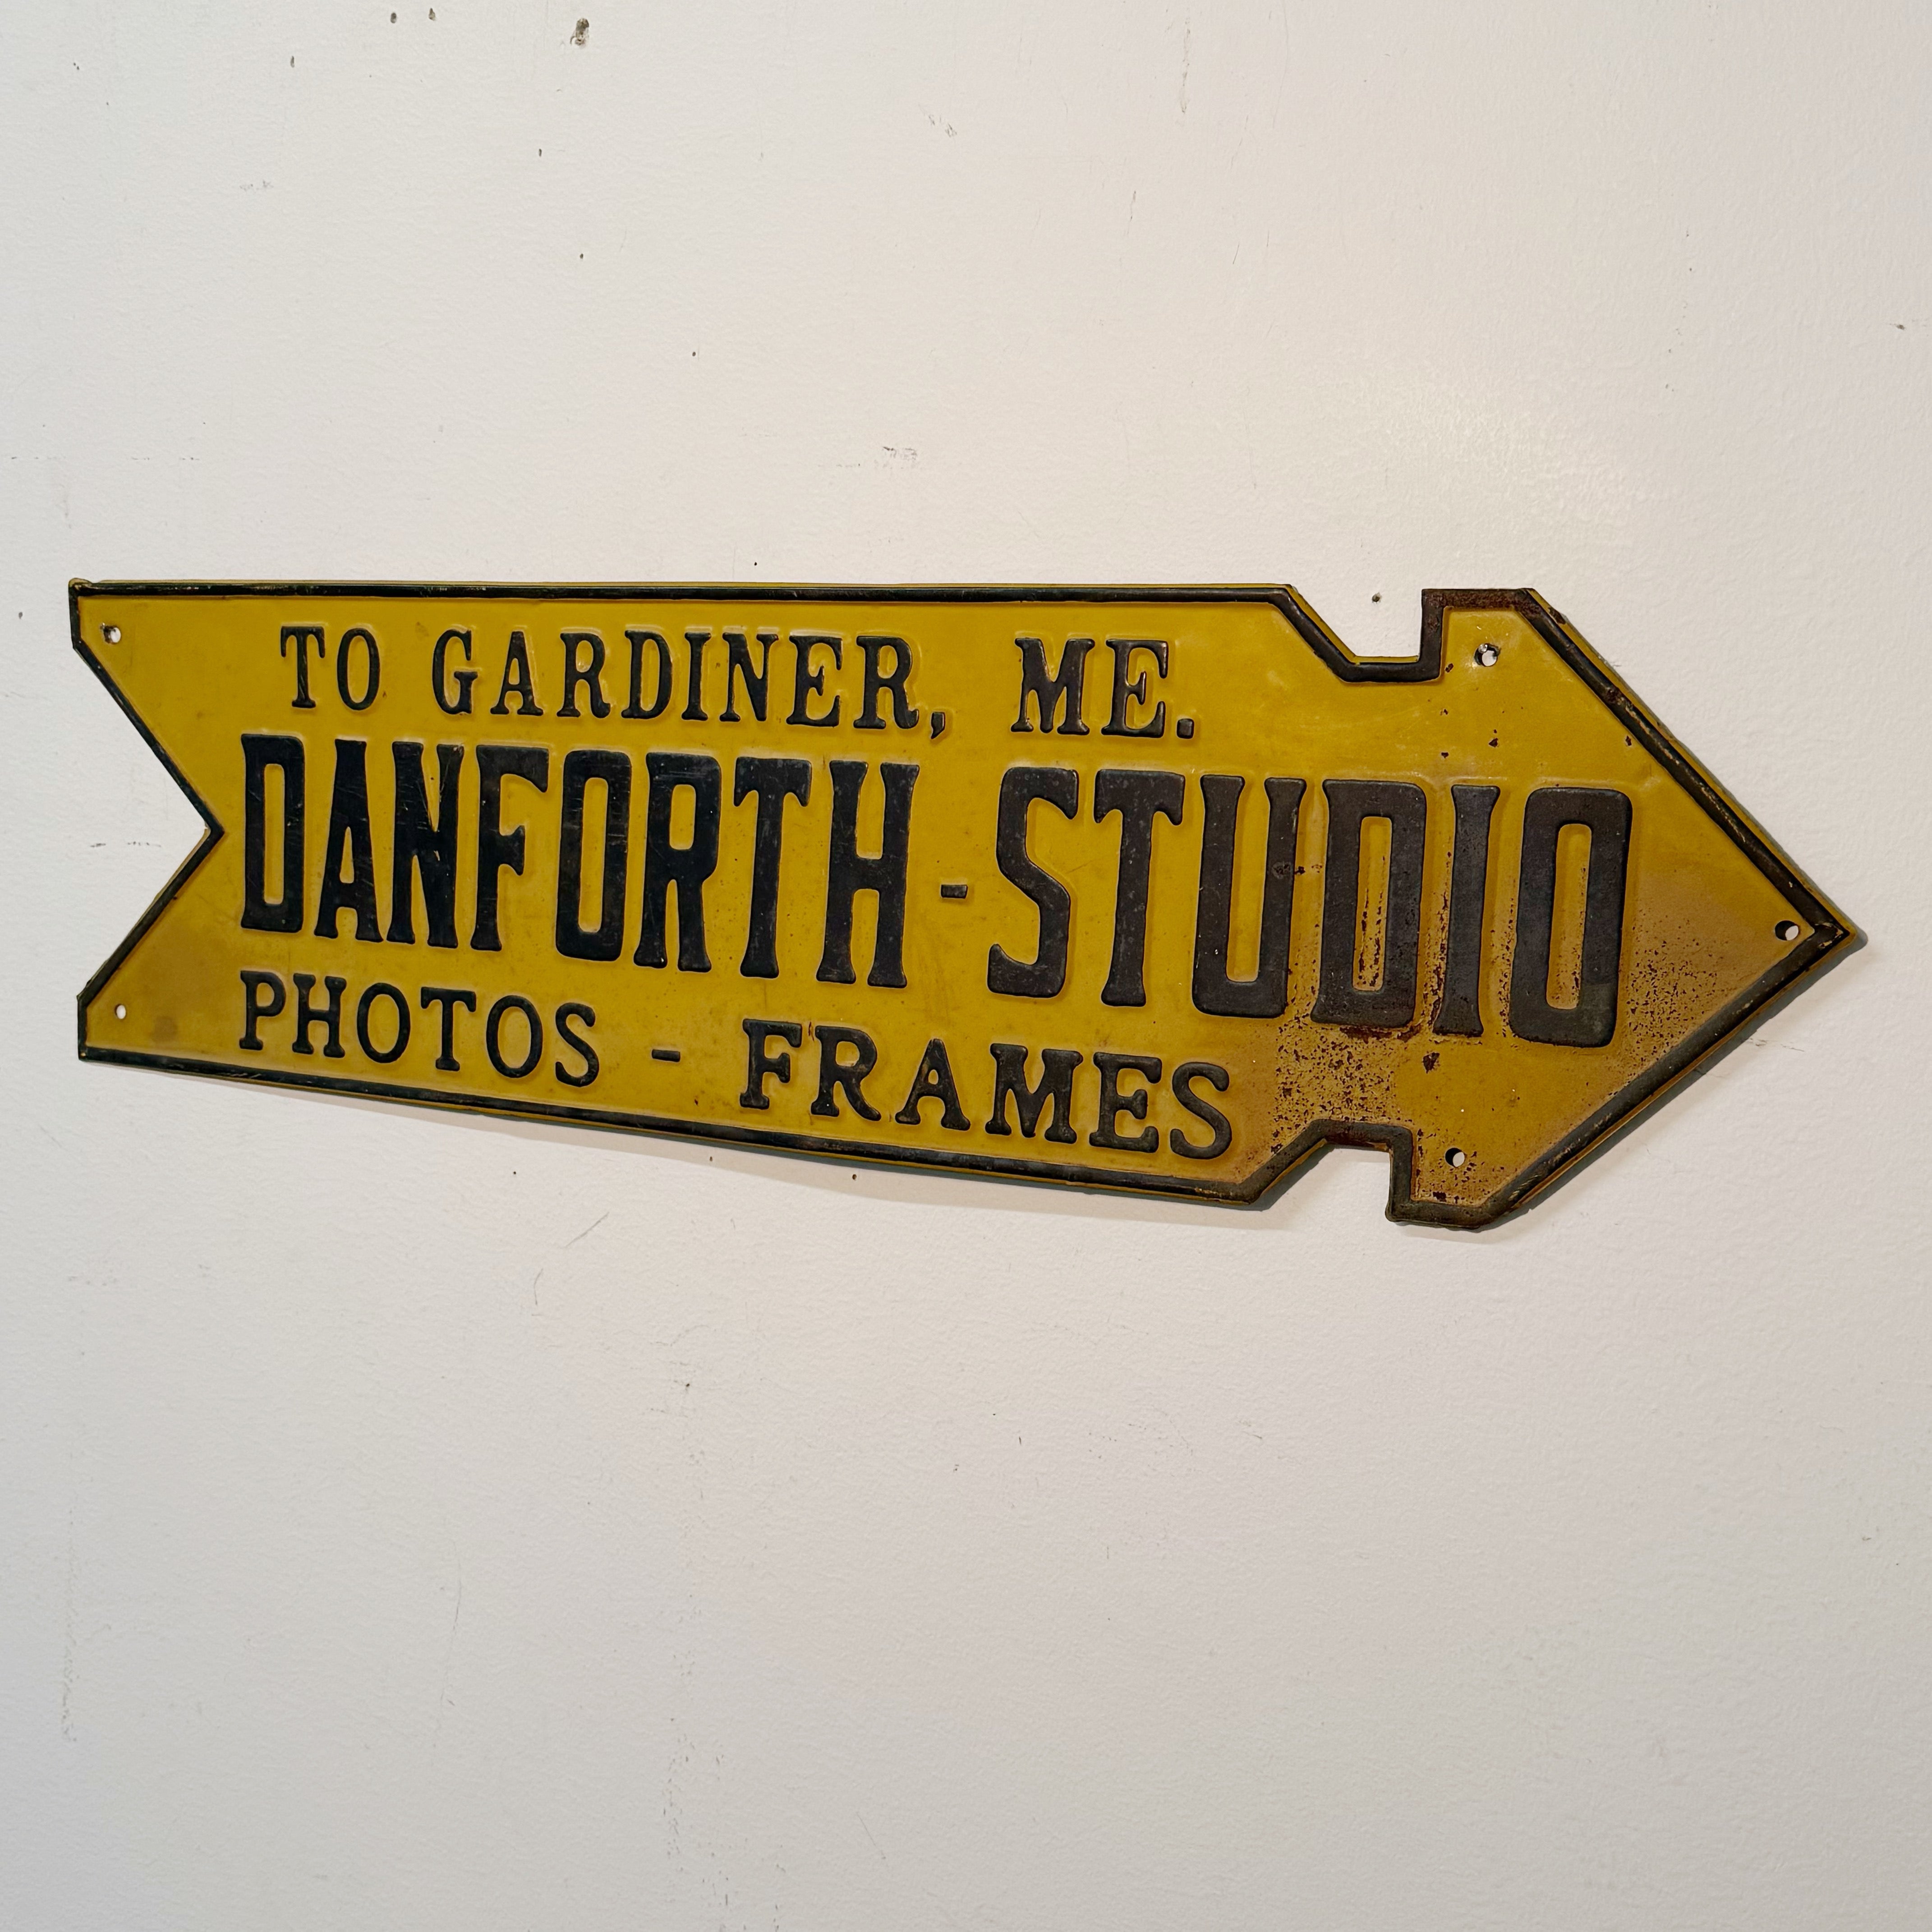 TO GARDINER, ME.
DANFORTH - STUDIO
PHOTOS - FRAMES